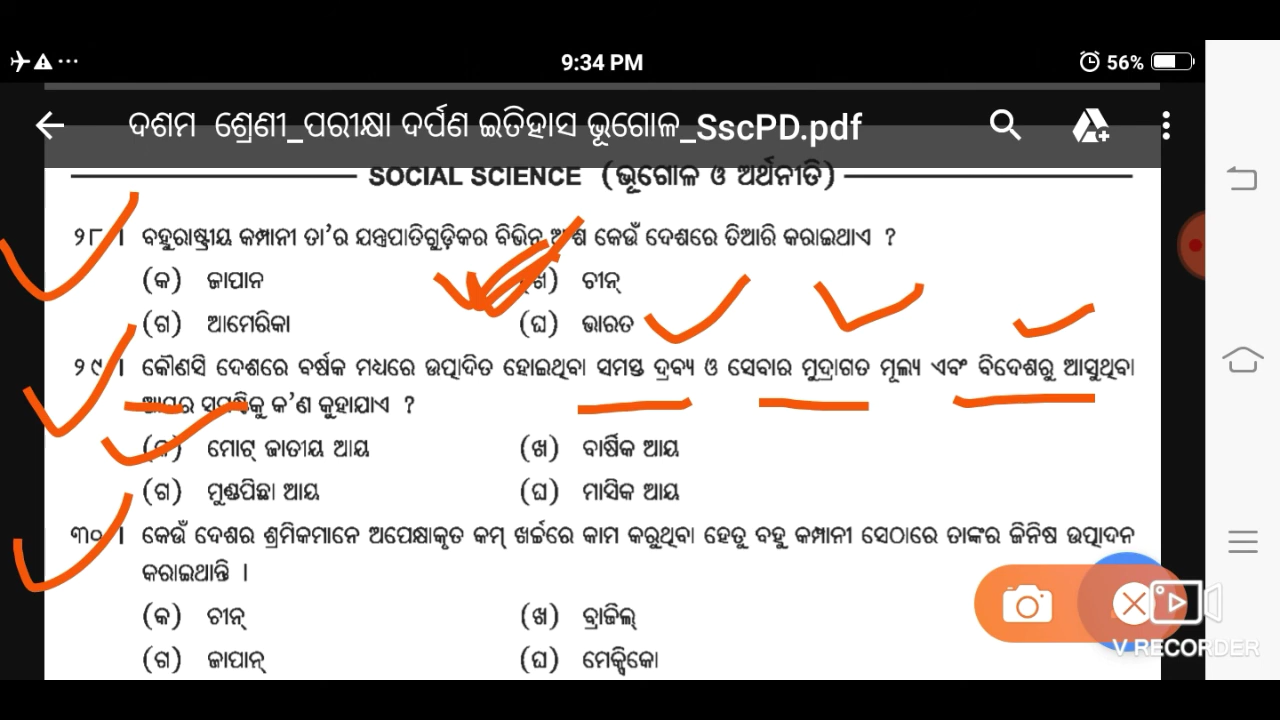 9:34 PM 56%
ଦଶମ ଶ୍ରେଣୀ_ପରୀକ୍ଷା ଦର୍ପଣ ଇତିହାସ ଭୂଗୋଳ_SscPD.pdf
SOCIAL SCIENCE (ଭୂଗୋଳ ଓ ଅର୍ଥନୀତି)
୨୮ । ବହୁରାଷ୍ଟ୍ରୀୟ କମ୍ପାନୀ ତା'ର ଯନ୍ତ୍ରପାତିଗୁଡ଼ିକର ବିଭିନ୍ନ ଅଂଶ କେଉଁ ଦେଶରେ ତିଆରି କରାଇଥାଏ ?
(କ) ଜାପାନ (ଖ) ଚୀନ୍
(ଗ) ଆମେରିକା (ଘ) ଭାରତ
୨୯ । କୌଣସି ଦେଶରେ ବର୍ଷକ ମଧ୍ୟରେ ଉତ୍ପାଦିତ ହୋଇଥିବା ସମସ୍ତ ଦ୍ରବ୍ୟ ଓ ସେବାର ମୁଦ୍ରାଗତ ମୂଲ୍ୟ ଏବଂ ବିଦେଶରୁ ଆସୁଥିବା
ଆୟର ସମଷ୍ଟିକୁ କ'ଣ କୁହାଯାଏ ?
(କ) ମୋଟ୍ ଜାତୀୟ ଆୟ (ଖ) ବାର୍ଷିକ ଆୟ
(ଗ) ମୁଣ୍ଡପିଛା ଆୟ (ଘ) ମାସିକ ଆୟ
୩୦ । କେଉଁ ଦେଶର ଶ୍ରମିକମାନେ ଅପେକ୍ଷାକୃତ କମ୍ ଖର୍ଚ୍ଚରେ କାମ କରୁଥିବା ହେତୁ ବହୁ କମ୍ପାନୀ ସେଠାରେ ତାଙ୍କର ଜିନିଷ ଉତ୍ପାଦନ
କରାଇଥାନ୍ତି ।
(କ) ଚୀନ୍ (ଖ) ବ୍ରାଜିଲ୍
(ଗ) ଜାପାନ୍ (ଘ) ମେକ୍ସିକୋ
V RECORDER